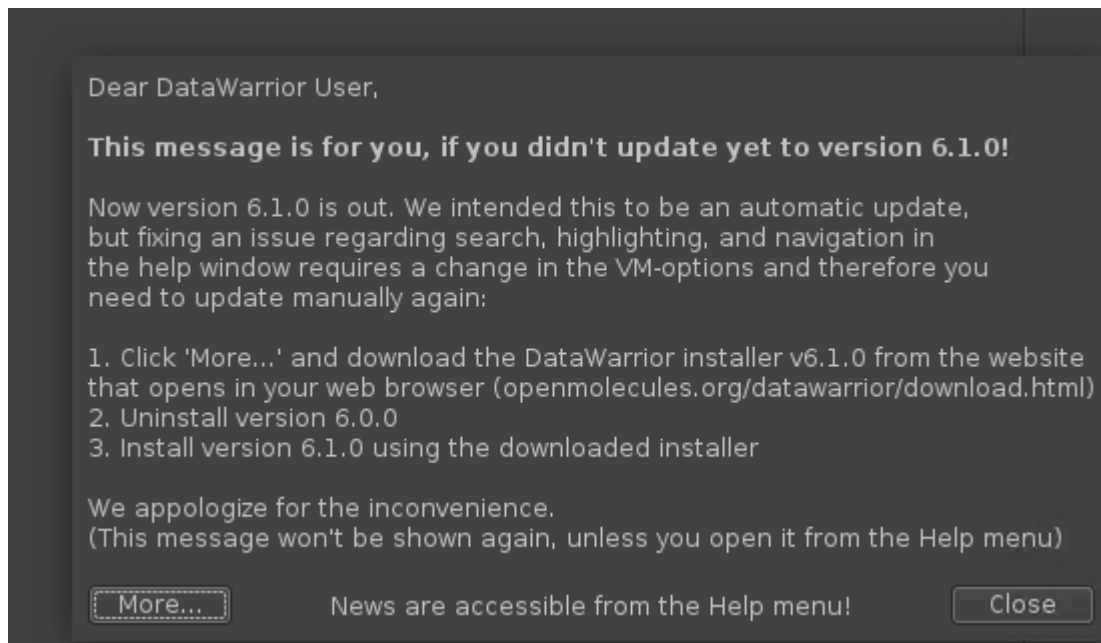 Dear DataWarrior User,
This message is for you, if you didn't update yet to version 6.1.0!
Now version 6.1.0 is out. We intended this to be an automatic update,
but fixing an issue regarding search, highlighting, and navigation in
the help window requires a change in the VM-options and therefore you
need to update manually again:
1. Click 'More...' and download the DataWarrior installer v6.1.0 from the website
that opens in your web browser (openmolecules.org/datawarrior/download.html)
2. Uninstall version 6.0.0
3. Install version 6.1.0 using the downloaded installer
We appologize for the inconvenience.
(This message won't be shown again, unless you open it from the Help menu)
More... News are accessible from the Help menu! Close